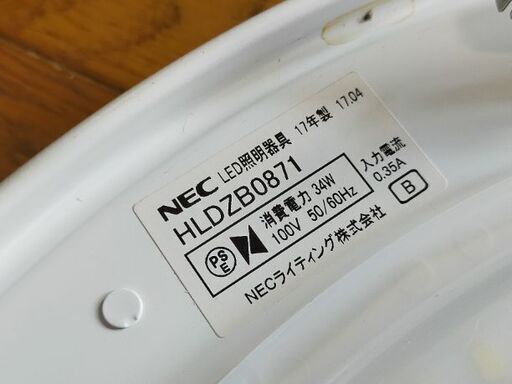 NEC LED照明器具 17年製 17.04
HLDZB0871
PSE 消費電力 34W 入力電流
100V 50/60Hz 0.35A
NECライティング株式会社 B